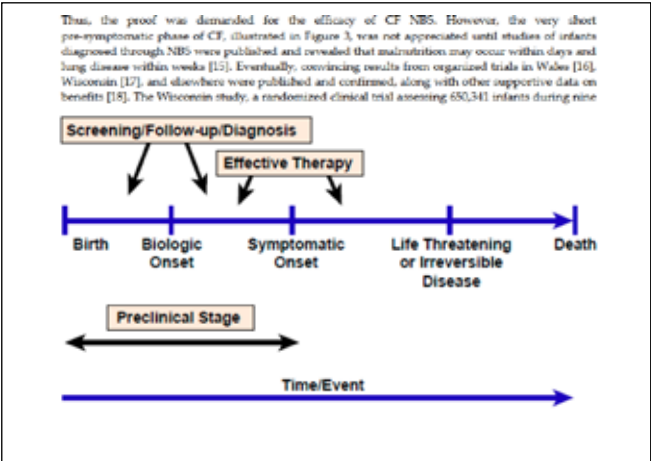 Thus, the proof was demanded for the efficacy of CF NBS. However, the very short
pre-symptomatic phase of CF, illustrated in Figure 3, was not appreciated until studies of infants
diagnosed through NBS were published and revealed that malnutrition may occur within days and
lung disease within weeks [15]. Eventually, convincing results from organized trials in Wales [16],
Wisconsin [17], and elsewhere were published and confirmed, along with other supportive data on
benefits [18]. The Wisconsin study, a randomized clinical trial assessing 650,341 infants during nine
Screening/Follow-up/Diagnosis
Effective Therapy
Birth
Biologic
Onset
Symptomatic
Onset
Life Threatening
or Irreversible
Disease
Death
Preclinical Stage
Time/Event